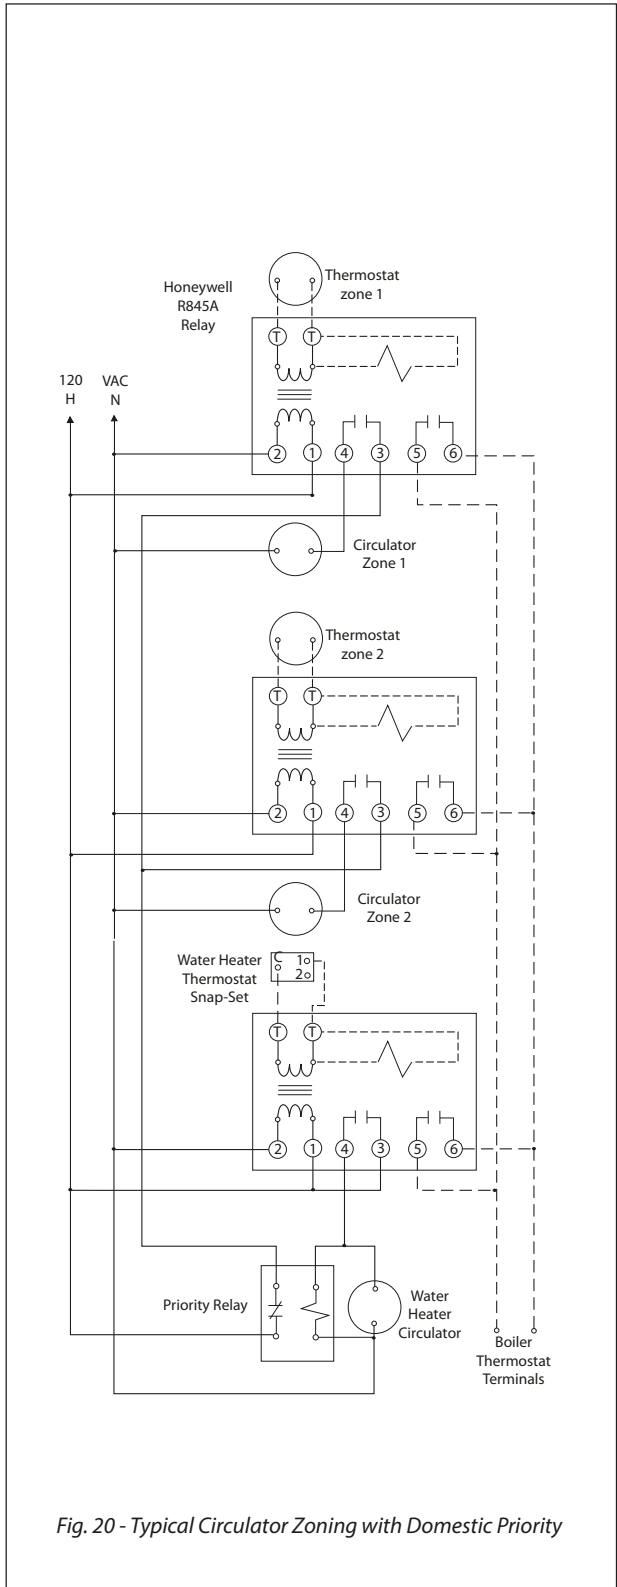 Honeywell
R845A
Relay
Thermostat
zone 1
T T
120 VAC
H N
2 1 4 3 5 6
Circulator
Zone 1
Thermostat
zone 2
T T
2 1 4 3 5 6
Circulator
Zone 2
Water Heater
Thermostat
Snap-Set
C 1
2
T T
2 1 4 3 5 6
Priority Relay
Water
Heater
Circulator
Boiler
Thermostat
Terminals
Fig. 20 - Typical Circulator Zoning with Domestic Priority